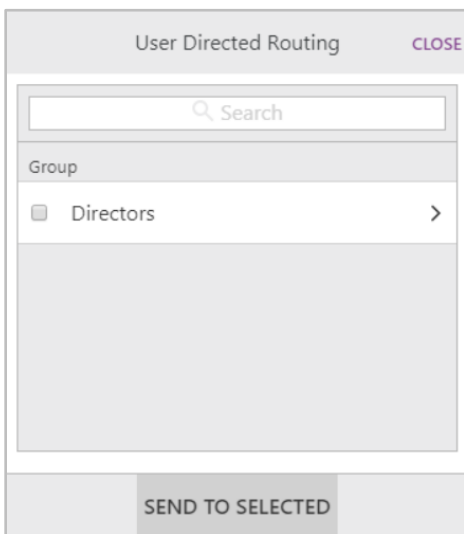 User Directed Routing CLOSE
Search
Group
Directors
SEND TO SELECTED